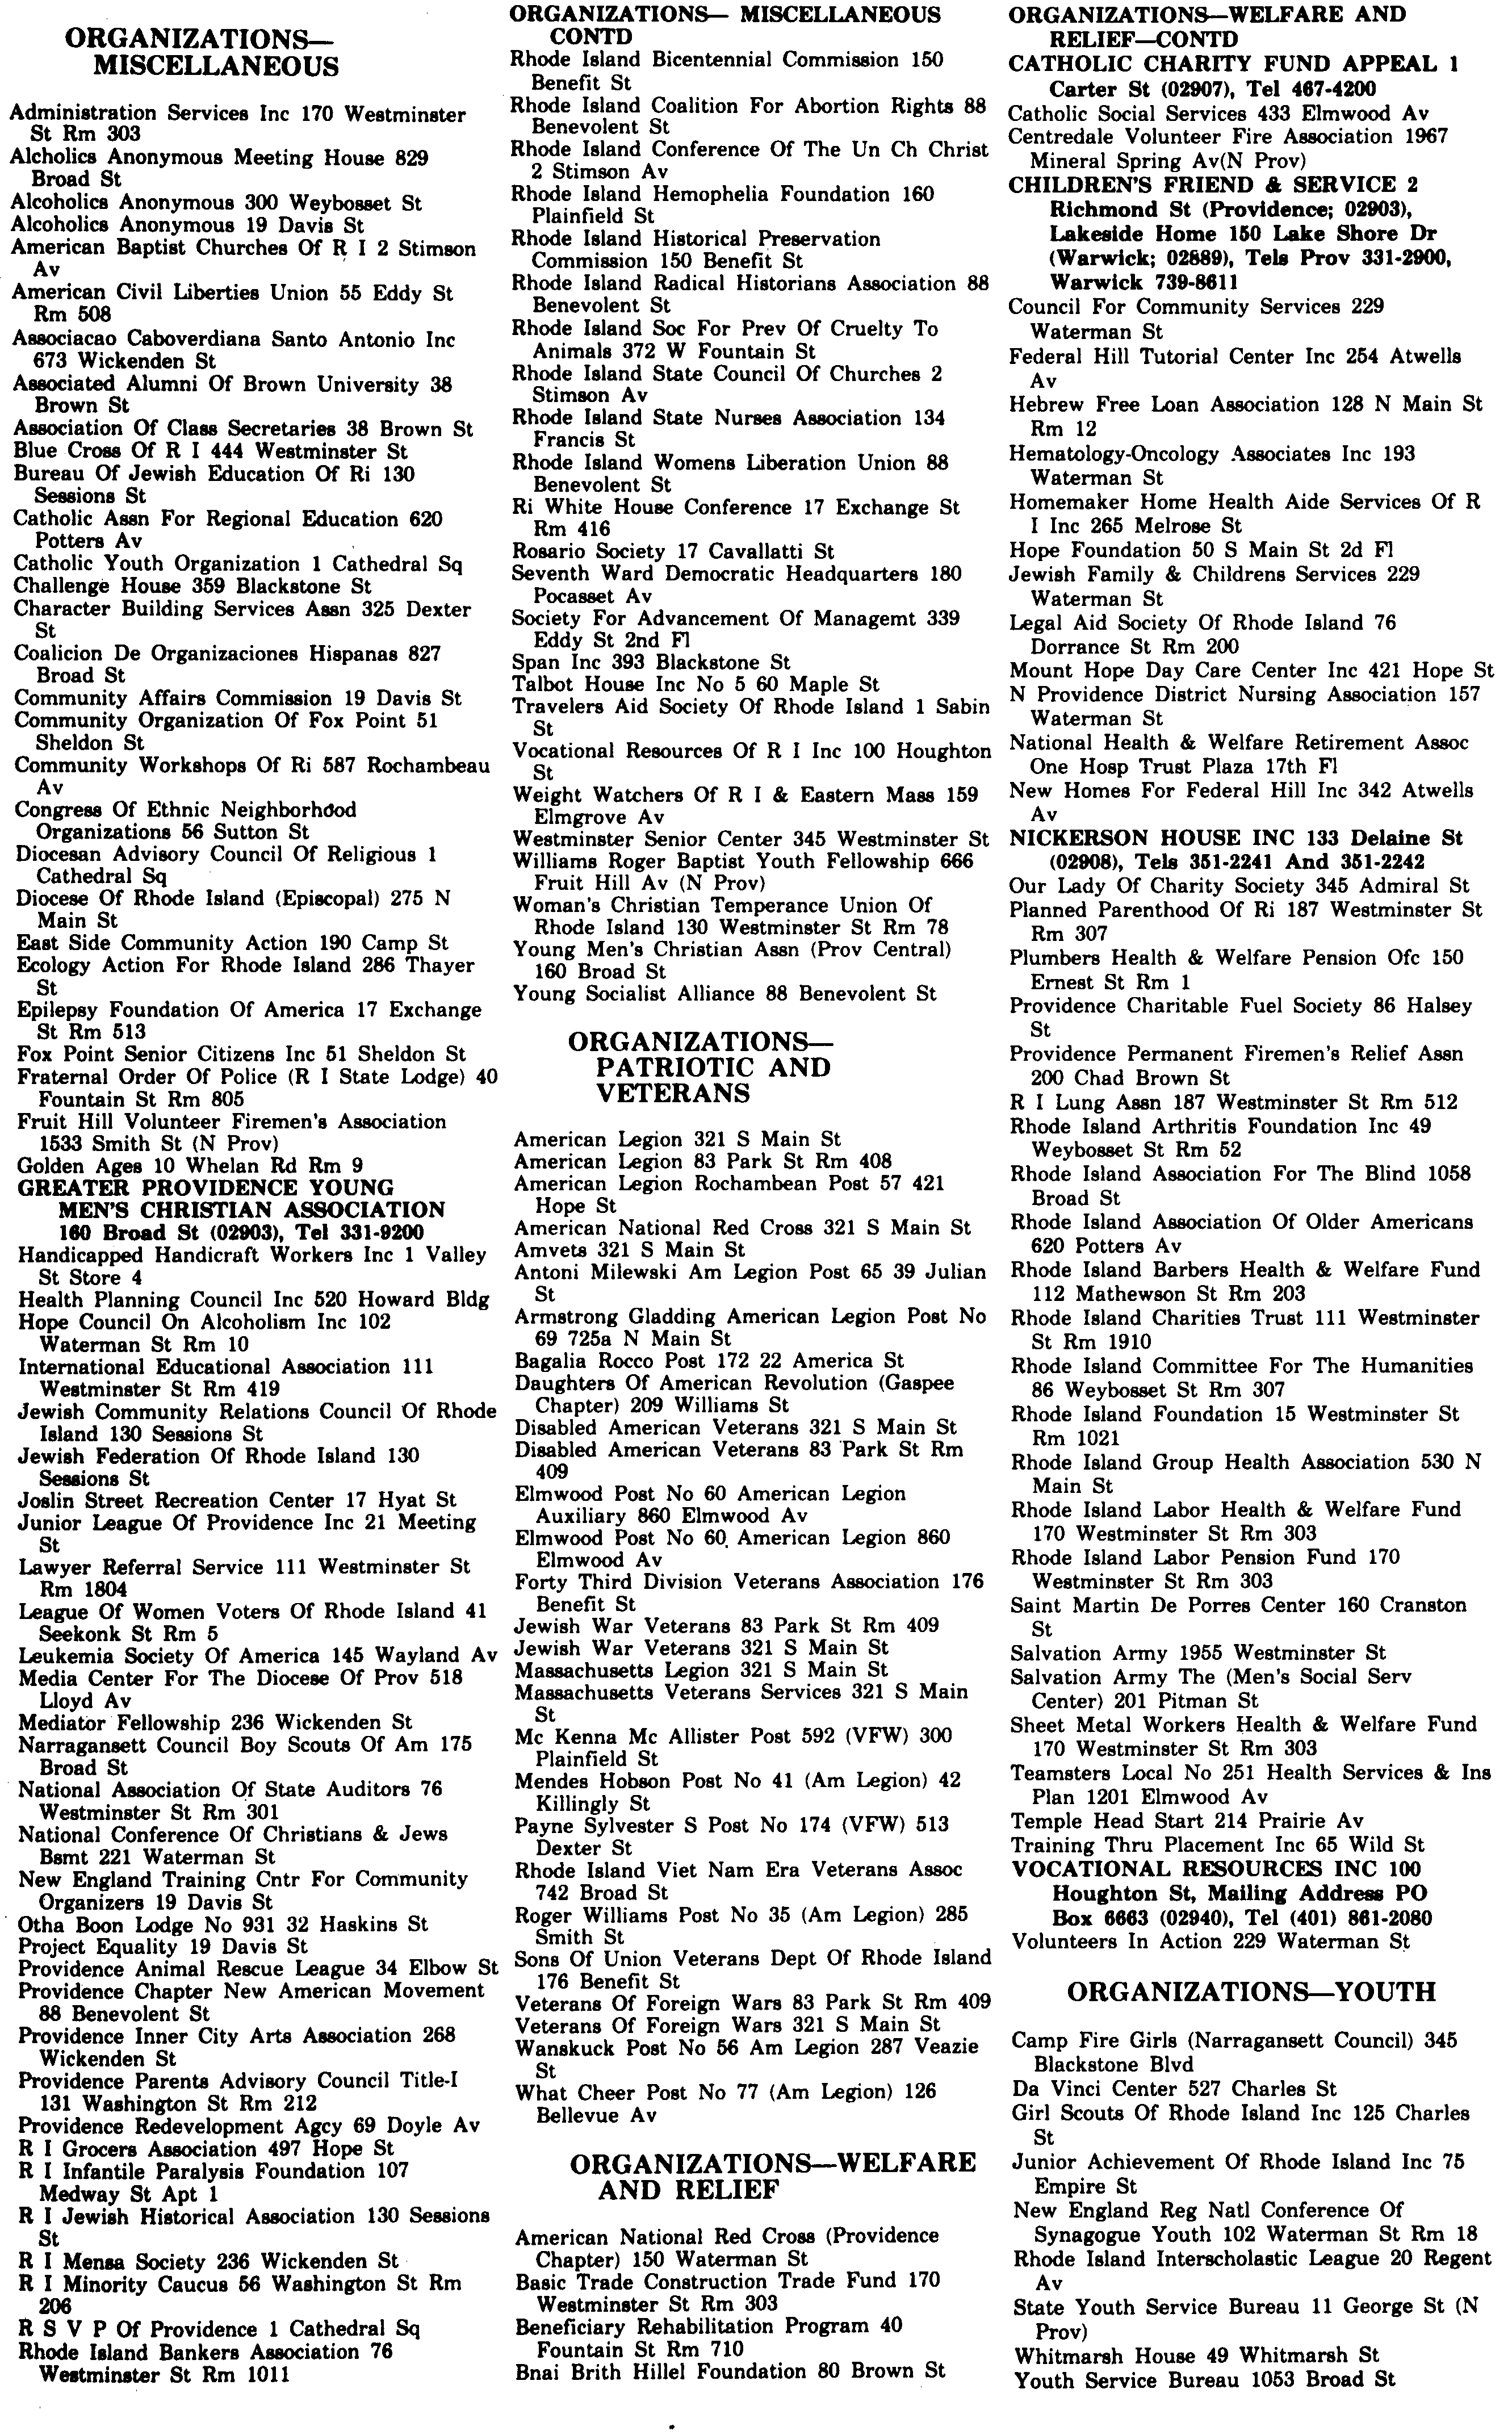 ORGANIZATIONS—
MISCELLANEOUS
Administration Services Inc 170 Westminster
St Rm 303
Alcholics Anonymous Meeting House 829
Broad St
Alcoholics Anonymous 300 Weybosset St
Alcoholics Anonymous 19 Davis St
American Baptist Churches Of R I 2 Stimson
Av
American Civil Liberties Union 55 Eddy St
Rm 508
Associacao Caboverdiana Santo Antonio Inc
673 Wickenden St
Associated Alumni Of Brown University 38
Brown St
Association Of Class Secretaries 38 Brown St
Blue Cross Of R I 444 Westminster St
Bureau Of Jewish Education Of Ri 130
Sessions St
Catholic Assn For Regional Education 620
Potters Av
Catholic Youth Organization 1 Cathedral Sq
Challenge House 359 Blackstone St
Character Building Services Assn 325 Dexter
St
Coalicion De Organizaciones Hispanas 827
Broad St
Community Affairs Commission 19 Davis St
Community Organization Of Fox Point 51
Sheldon St
Community Workshops Of Ri 587 Rochambeau
Av
Congress Of Ethnic Neighborhood
Organizations 56 Sutton St
Diocesan Advisory Council Of Religious 1
Cathedral Sq
Diocese Of Rhode Island (Episcopal) 275 N
Main St
East Side Community Action 190 Camp St
Ecology Action For Rhode Island 286 Thayer
St
Epilepsy Foundation Of America 17 Exchange
St Rm 513
Fox Point Senior Citizens Inc 51 Sheldon St
Fraternal Order Of Police (R I State Lodge) 40
Fountain St Rm 805
Fruit Hill Volunteer Firemen's Association
1533 Smith St (N Prov)
Golden Ages 10 Whelan Rd Rm 9
GREATER PROVIDENCE YOUNG
MEN'S CHRISTIAN ASSOCIATION
160 Broad St (02903), Tel 331-9200
Handicapped Handicraft Workers Inc 1 Valley
St Store 4
Health Planning Council Inc 520 Howard Bldg
Hope Council On Alcoholism Inc 102
Waterman St Rm 10
International Educational Association 111
Westminster St Rm 419
Jewish Community Relations Council Of Rhode
Island 130 Sessions St
Jewish Federation Of Rhode Island 130
Sessions St
Joslin Street Recreation Center 17 Hyat St
Junior League Of Providence Inc 21 Meeting
St
Lawyer Referral Service 111 Westminster St
Rm 1804
League Of Women Voters Of Rhode Island 41
Seekonk St Rm 5
Leukemia Society Of America 145 Wayland Av
Media Center For The Diocese Of Prov 518
Lloyd Av
Mediator Fellowship 236 Wickenden St
Narragansett Council Boy Scouts Of Am 175
Broad St
National Association Of State Auditors 76
Westminster St Rm 301
National Conference Of Christians & Jews
Bsmt 221 Waterman St
New England Training Cntr For Community
Organizers 19 Davis St
Otha Boon Lodge No 931 32 Haskins St
Project Equality 19 Davis St
Providence Animal Rescue League 34 Elbow St
Providence Chapter New American Movement
88 Benevolent St
Providence Inner City Arts Association 268
Wickenden St
Providence Parents Advisory Council Title-I
131 Washington St Rm 212
Providence Redevelopment Agcy 69 Doyle Av
R I Grocers Association 497 Hope St
R I Infantile Paralysis Foundation 107
Medway St Apt 1
R I Jewish Historical Association 130 Sessions
St
R I Mensa Society 236 Wickenden St
R I Minority Caucus 56 Washington St Rm
206
R S V P Of Providence 1 Cathedral Sq
Rhode Island Bankers Association 76
Westminster St Rm 1011
ORGANIZATIONS— MISCELLANEOUS
CONTD
Rhode Island Bicentennial Commission 150
Benefit St
Rhode Island Coalition For Abortion Rights 88
Benevolent St
Rhode Island Conference Of The Un Ch Christ
2 Stimson Av
Rhode Island Hemophelia Foundation 160
Plainfield St
Rhode Island Historical Preservation
Commission 150 Benefit St
Rhode Island Radical Historians Association 88
Benevolent St
Rhode Island Soc For Prev Of Cruelty To
Animals 372 W Fountain St
Rhode Island State Council Of Churches 2
Stimson Av
Rhode Island State Nurses Association 134
Francis St
Rhode Island Womens Liberation Union 88
Benevolent St
Ri White House Conference 17 Exchange St
Rm 416
Rosario Society 17 Cavallatti St
Seventh Ward Democratic Headquarters 180
Pocasset Av
Society For Advancement Of Managemt 339
Eddy St 2nd Fl
Span Inc 393 Blackstone St
Talbot House Inc No 5 60 Maple St
Travelers Aid Society Of Rhode Island 1 Sabin
St
Vocational Resources Of R I Inc 100 Houghton
St
Weight Watchers Of R I & Eastern Mass 159
Elmgrove Av
Westminster Senior Center 345 Westminster St
Williams Roger Baptist Youth Fellowship 666
Fruit Hill Av (N Prov)
Woman's Christian Temperance Union Of
Rhode Island 130 Westminster St Rm 78
Young Men's Christian Assn (Prov Central)
160 Broad St
Young Socialist Alliance 88 Benevolent St
ORGANIZATIONS—
PATRIOTIC AND
VETERANS
American Legion 321 S Main St
American Legion 83 Park St Rm 408
American Legion Rochambean Post 57 421
Hope St
American National Red Cross 321 S Main St
Amvets 321 S Main St
Antoni Milewski Am Legion Post 65 39 Julian
St
Armstrong Gladding American Legion Post No
69 725a N Main St
Bagalia Rocco Post 172 22 America St
Daughters Of American Revolution (Gaspee
Chapter) 209 Williams St
Disabled American Veterans 321 S Main St
Disabled American Veterans 83 Park St Rm
409
Elmwood Post No 60 American Legion
Auxiliary 860 Elmwood Av
Elmwood Post No 60 American Legion 860
Elmwood Av
Forty Third Division Veterans Association 176
Benefit St
Jewish War Veterans 83 Park St Rm 409
Jewish War Veterans 321 S Main St
Massachusetts Legion 321 S Main St
Massachusetts Veterans Services 321 S Main
St
Mc Kenna Mc Allister Post 592 (VFW) 300
Plainfield St
Mendes Hobson Post No 41 (Am Legion) 42
Killingly St
Payne Sylvester S Post No 174 (VFW) 513
Dexter St
Rhode Island Viet Nam Era Veterans Assoc
742 Broad St
Roger Williams Post No 35 (Am Legion) 285
Smith St
Sons Of Union Veterans Dept Of Rhode Island
176 Benefit St
Veterans Of Foreign Wars 83 Park St Rm 409
Veterans Of Foreign Wars 321 S Main St
Wanskuck Post No 56 Am Legion 287 Veazie
St
What Cheer Post No 77 (Am Legion) 126
Bellevue Av
ORGANIZATIONS—WELFARE
AND RELIEF
American National Red Cross (Providence
Chapter) 150 Waterman St
Basic Trade Construction Trade Fund 170
Westminster St Rm 303
Beneficiary Rehabilitation Program 40
Fountain St Rm 710
Bnai Brith Hillel Foundation 80 Brown St
ORGANIZATIONS—WELFARE AND
RELIEF—CONTD
CATHOLIC CHARITY FUND APPEAL 1
Carter St (02907), Tel 467-4200
Catholic Social Services 433 Elmwood Av
Centredale Volunteer Fire Association 1967
Mineral Spring Av(N Prov)
CHILDREN'S FRIEND & SERVICE 2
Richmond St (Providence; 02903),
Lakeside Home 150 Lake Shore Dr
(Warwick; 02889), Tels Prov 331-2900,
Warwick 739-8611
Council For Community Services 229
Waterman St
Federal Hill Tutorial Center Inc 254 Atwells
Av
Hebrew Free Loan Association 128 N Main St
Rm 12
Hematology-Oncology Associates Inc 193
Waterman St
Homemaker Home Health Aide Services Of R
I Inc 265 Melrose St
Hope Foundation 50 S Main St 2d Fl
Jewish Family & Childrens Services 229
Waterman St
Legal Aid Society Of Rhode Island 76
Dorrance St Rm 200
Mount Hope Day Care Center Inc 421 Hope St
N Providence District Nursing Association 157
Waterman St
National Health & Welfare Retirement Assoc
One Hosp Trust Plaza 17th Fl
New Homes For Federal Hill Inc 342 Atwells
Av
NICKERSON HOUSE INC 133 Delaine St
(02908), Tels 351-2241 And 351-2242
Our Lady Of Charity Society 345 Admiral St
Planned Parenthood Of Ri 187 Westminster St
Rm 307
Plumbers Health & Welfare Pension Ofc 150
Ernest St Rm 1
Providence Charitable Fuel Society 86 Halsey
St
Providence Permanent Firemen's Relief Assn
200 Chad Brown St
R I Lung Assn 187 Westminster St Rm 512
Rhode Island Arthritis Foundation Inc 49
Weybosset St Rm 52
Rhode Island Association For The Blind 1058
Broad St
Rhode Island Association Of Older Americans
620 Potters Av
Rhode Island Barbers Health & Welfare Fund
112 Mathewson St Rm 203
Rhode Island Charities Trust 111 Westminster
St Rm 1910
Rhode Island Committee For The Humanities
86 Weybosset St Rm 307
Rhode Island Foundation 15 Westminster St
Rm 1021
Rhode Island Group Health Association 530 N
Main St
Rhode Island Labor Health & Welfare Fund
170 Westminster St Rm 303
Rhode Island Labor Pension Fund 170
Westminster St Rm 303
Saint Martin De Porres Center 160 Cranston
St
Salvation Army 1955 Westminster St
Salvation Army The (Men's Social Serv
Center) 201 Pitman St
Sheet Metal Workers Health & Welfare Fund
170 Westminster St Rm 303
Teamsters Local No 251 Health Services & Ins
Plan 1201 Elmwood Av
Temple Head Start 214 Prairie Av
Training Thru Placement Inc 65 Wild St
VOCATIONAL RESOURCES INC 100
Houghton St, Mailing Address PO
Box 6663 (02940), Tel (401) 861-2080
Volunteers In Action 229 Waterman St
ORGANIZATIONS—YOUTH
Camp Fire Girls (Narragansett Council) 345
Blackstone Blvd
Da Vinci Center 527 Charles St
Girl Scouts Of Rhode Island Inc 125 Charles
St
Junior Achievement Of Rhode Island Inc 75
Empire St
New England Reg Natl Conference Of
Synagogue Youth 102 Waterman St Rm 18
Rhode Island Interscholastic League 20 Regent
Av
State Youth Service Bureau 11 George St (N
Prov)
Whitmarsh House 49 Whitmarsh St
Youth Service Bureau 1053 Broad St